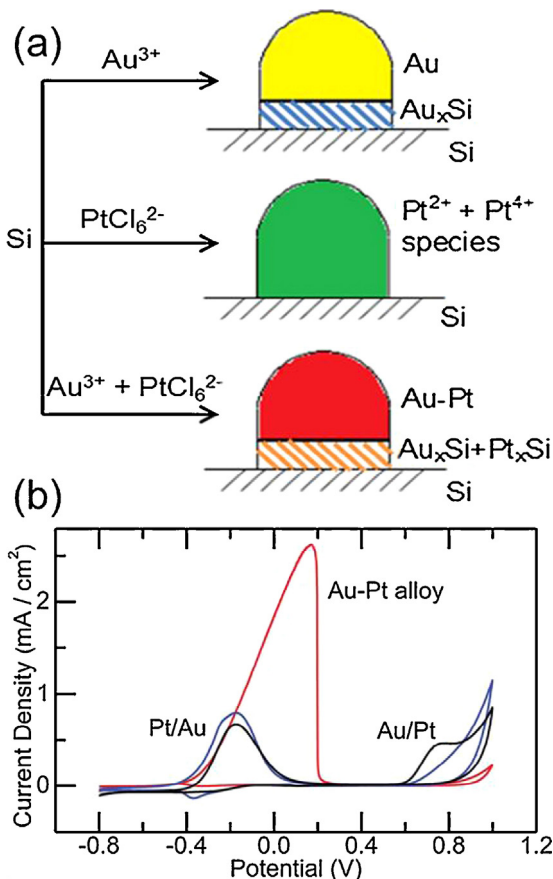 (a)
Au³⁺
Au
AuₓSi
Si
PtCl₆²⁻
Pt²⁺ + Pt⁴⁺
species
Si
Si
Au³⁺ + PtCl₆²⁻
Au-Pt
AuₓSi+PtₓSi
Si
(b)
Current Density (mA / cm²)
2
1
0
Au-Pt alloy
Pt/Au
Au/Pt
-0.8 -0.4 0.0 0.4 0.8 1.2
Potential (V)